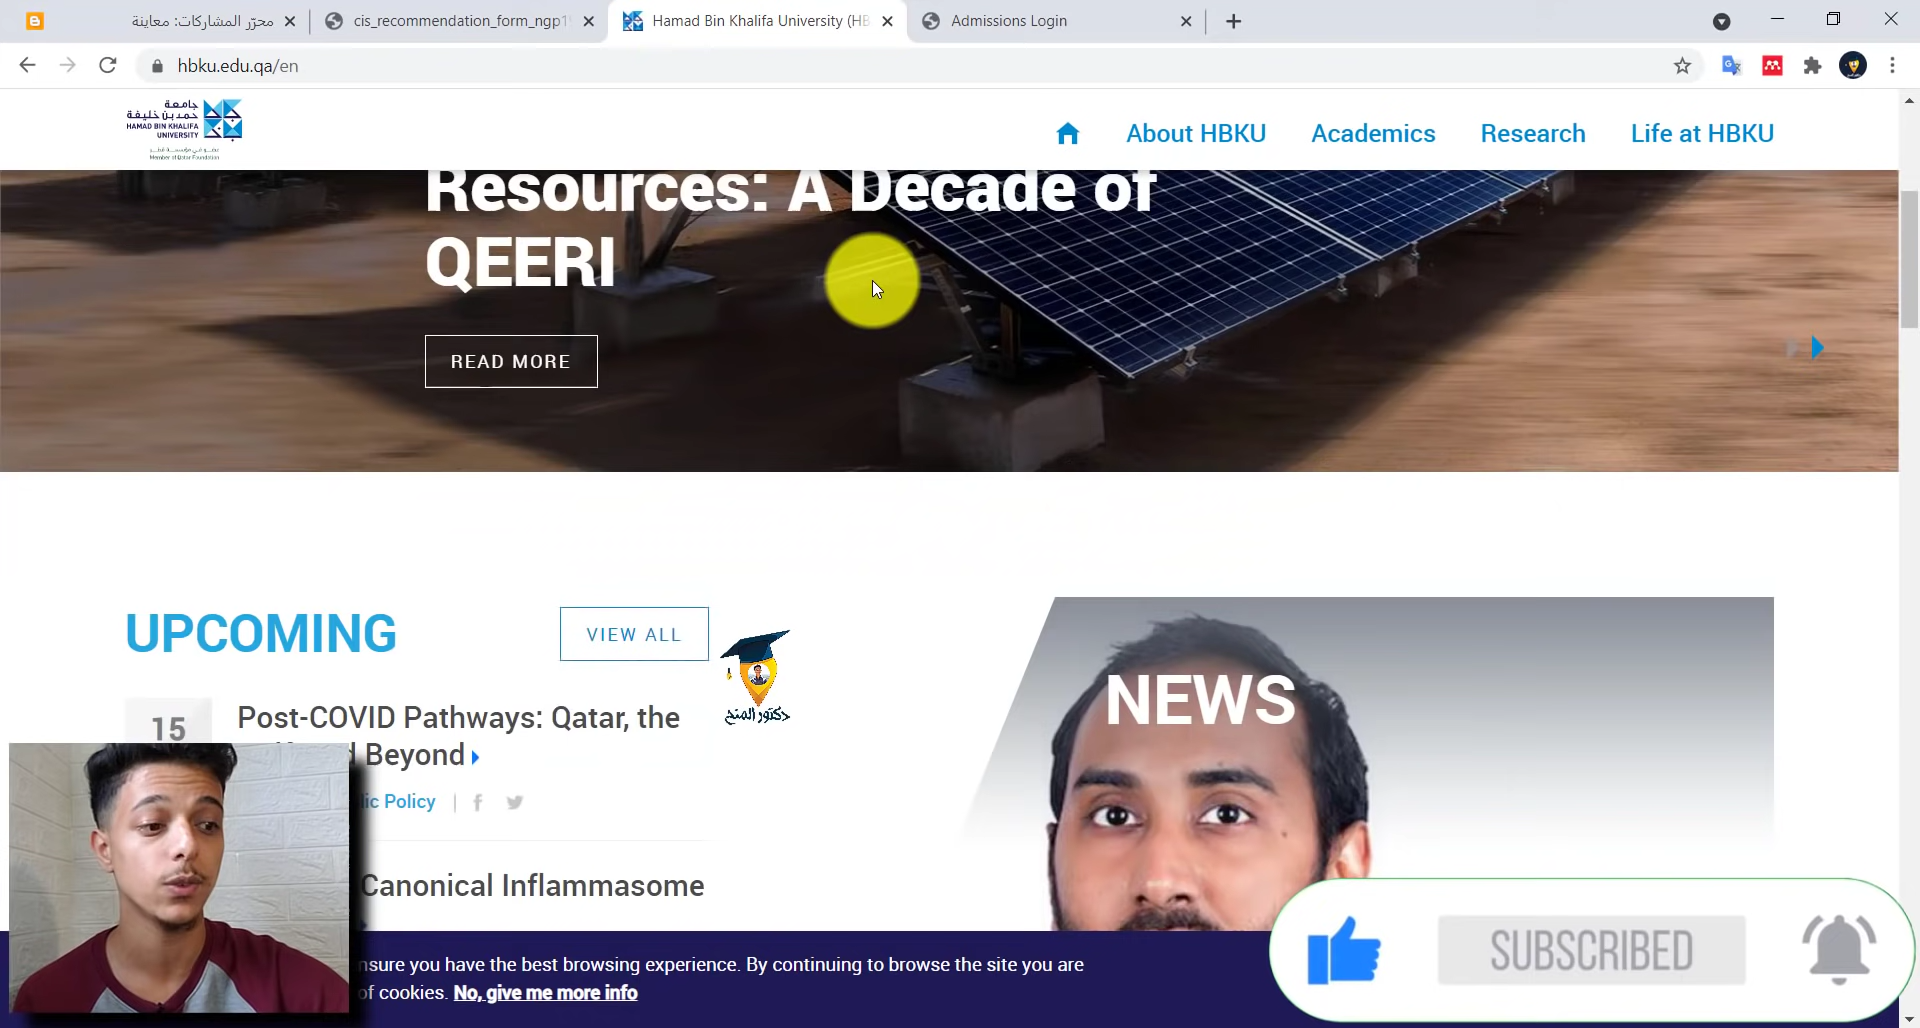 محرّر المشاركات: معاينة
cis_recommendation_form_ngp1
Hamad Bin Khalifa University (HB
Admissions Login
hbku.edu.qa/en
جامعة
حمد بن خليفة
HAMAD BIN KHALIFA
UNIVERSITY
عضو في مؤسسة قطر
Member of Qatar Foundation
About HBKU
Academics
Research
Life at HBKU
Resources: A Decade of
QEERI
READ MORE
UPCOMING
VIEW ALL
دكتور المنح
NEWS
15
Post-COVID Pathways: Qatar, the
Beyond
lic Policy
Canonical Inflammasome
nsure you have the best browsing experience. By continuing to browse the site you are
of cookies. No, give me more info
SUBSCRIBED